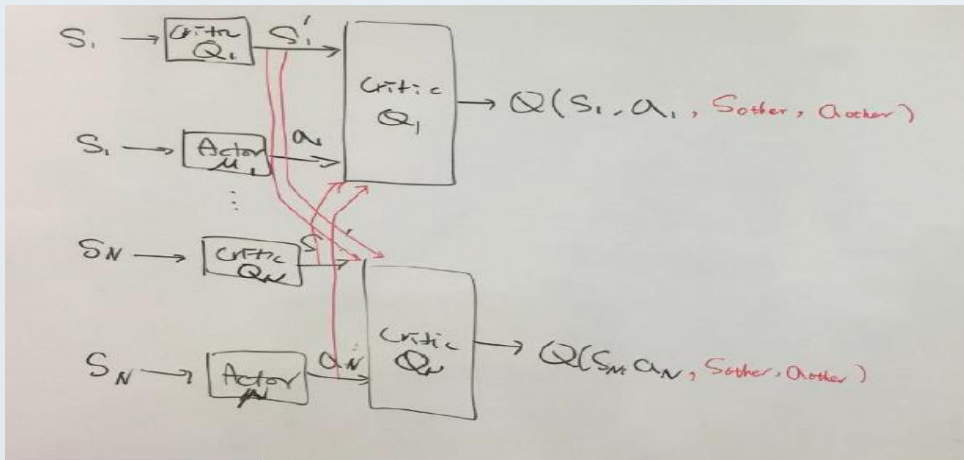 S₁ → Critic Q₁ S₁'
Critic Q₁ → Q(S₁, a₁, Sother, aother)
S₁ → Actor μ₁ a₁
⋮
SN → Critic QN S'
Critic QN → Q(SN, aN, Sother, aother)
SN → Actor aN